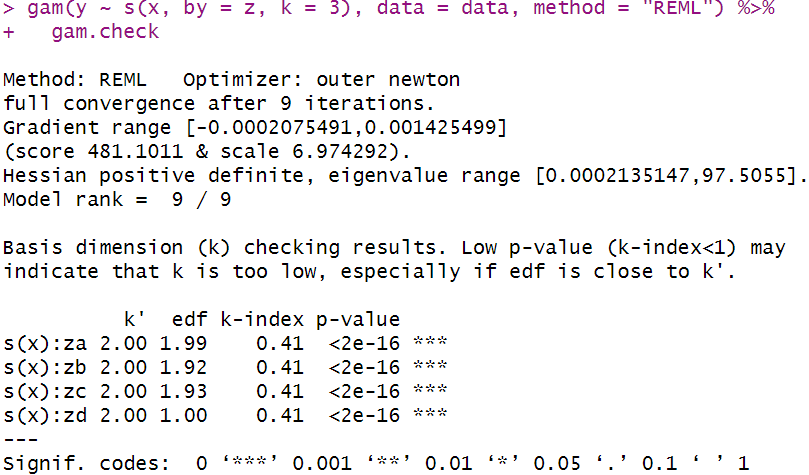 > gam(y ~ s(x, by = z, k = 3), data = data, method = "REML") %>%
+   gam.check

Method: REML   Optimizer: outer newton
full convergence after 9 iterations.
Gradient range [-0.0002075491,0.001425499]
(score 481.1011 & scale 6.974292).
Hessian positive definite, eigenvalue range [0.0002135147,97.5055].
Model rank =  9 / 9

Basis dimension (k) checking results. Low p-value (k-index<1) may
indicate that k is too low, especially if edf is close to k'.

          k'  edf k-index p-value
s(x):za 2.00 1.99    0.41  <2e-16 ***
s(x):zb 2.00 1.92    0.41  <2e-16 ***
s(x):zc 2.00 1.93    0.41  <2e-16 ***
s(x):zd 2.00 1.00    0.41  <2e-16 ***
---
Signif. codes:  0 ‘***’ 0.001 ‘**’ 0.01 ‘*’ 0.05 ‘.’ 0.1 ‘ ’ 1